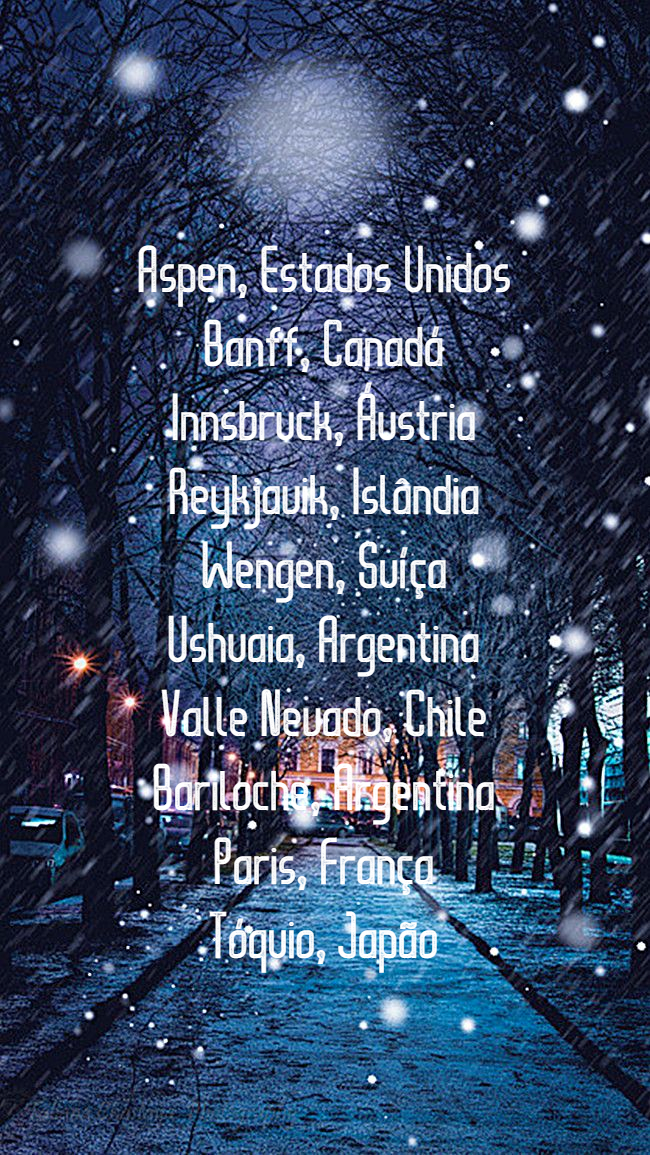 Aspen, Estados Unidos
Banff, Canadá
Innsbruck, Áustria
Reykjavik, Islândia
Wengen, Suíça
Ushuaia, Argentina
Valle Nevado, Chile
Bariloche, Argentina
Paris, França
Tóquio, Japão